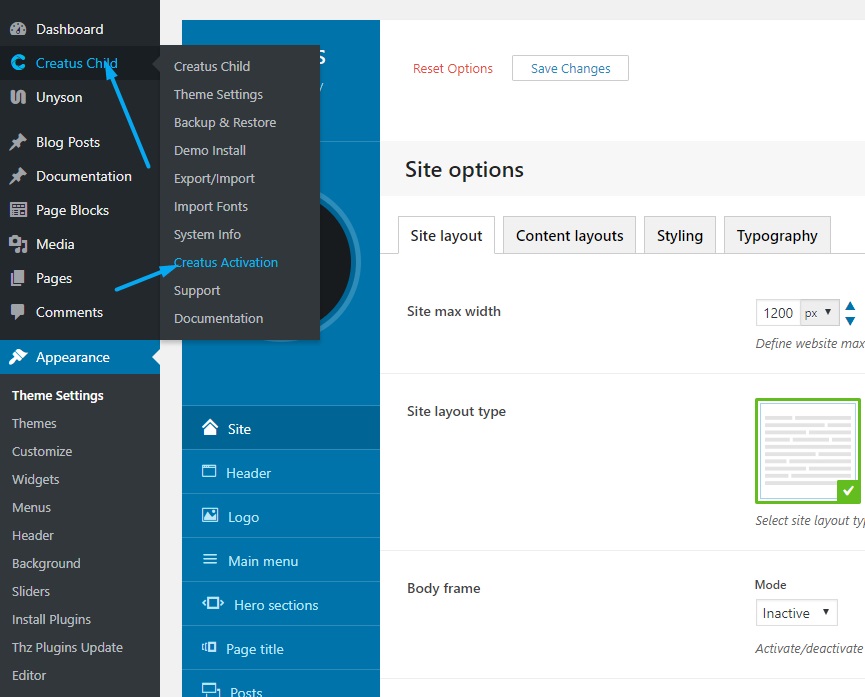 Dashboard
Creatus Child
Unyson
Blog Posts
Documentation
Page Blocks
Media
Pages
Comments
Appearance
Theme Settings
Themes
Customize
Widgets
Menus
Header
Background
Sliders
Install Plugins
Thz Plugins Update
Editor
Creatus Child
Theme Settings
Backup & Restore
Demo Install
Export/Import
Import Fonts
System Info
Creatus Activation
Support
Documentation
Site
Header
Logo
Main menu
Hero sections
Page title
Posts
Reset Options
Save Changes
Site options
Site layout
Content layouts
Styling
Typography
Site max width
1200 px
Define website max
Site layout type
Select site layout
Body frame
Mode
Inactive
Activate/deactivate